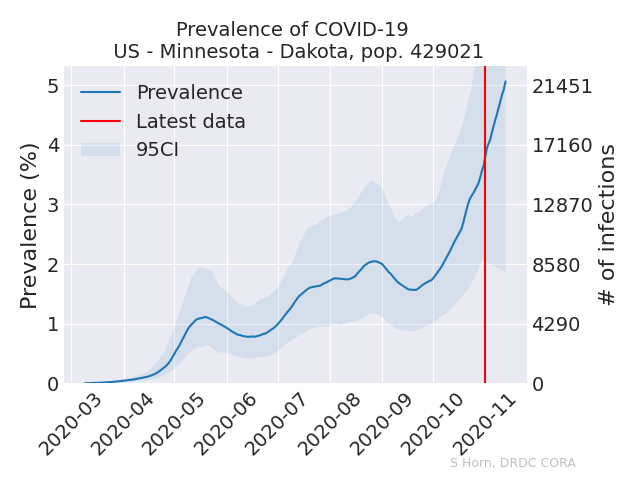 Prevalence of COVID-19
US - Minnesota - Dakota, pop. 429021
Prevalence
Latest data
95CI
Prevalence (%)
5
4
3
2
1
0
21451
17160
12870
8580
4290
0
# of infections
2020-03
2020-04
2020-05
2020-06
2020-07
2020-08
2020-09
2020-10
2020-11
S Horn, DRDC CORA